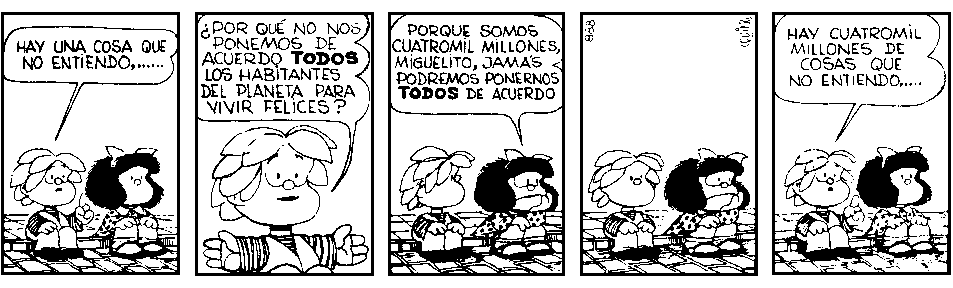 HAY UNA COSA QUE
NO ENTIENDO,......
¿POR QUÉ NO NOS
PONEMOS DE
ACUERDO TODOS
LOS HABITANTES
DEL PLANETA PARA
VIVIR FELICES?
PORQUE SOMOS
CUATROMIL MILLONES,
MIGUELITO, JAMÁS
PODREMOS PONERNOS
TODOS DE ACUERDO
868
HAY CUATROMIL
MILLONES DE
COSAS QUE
NO ENTIENDO,....